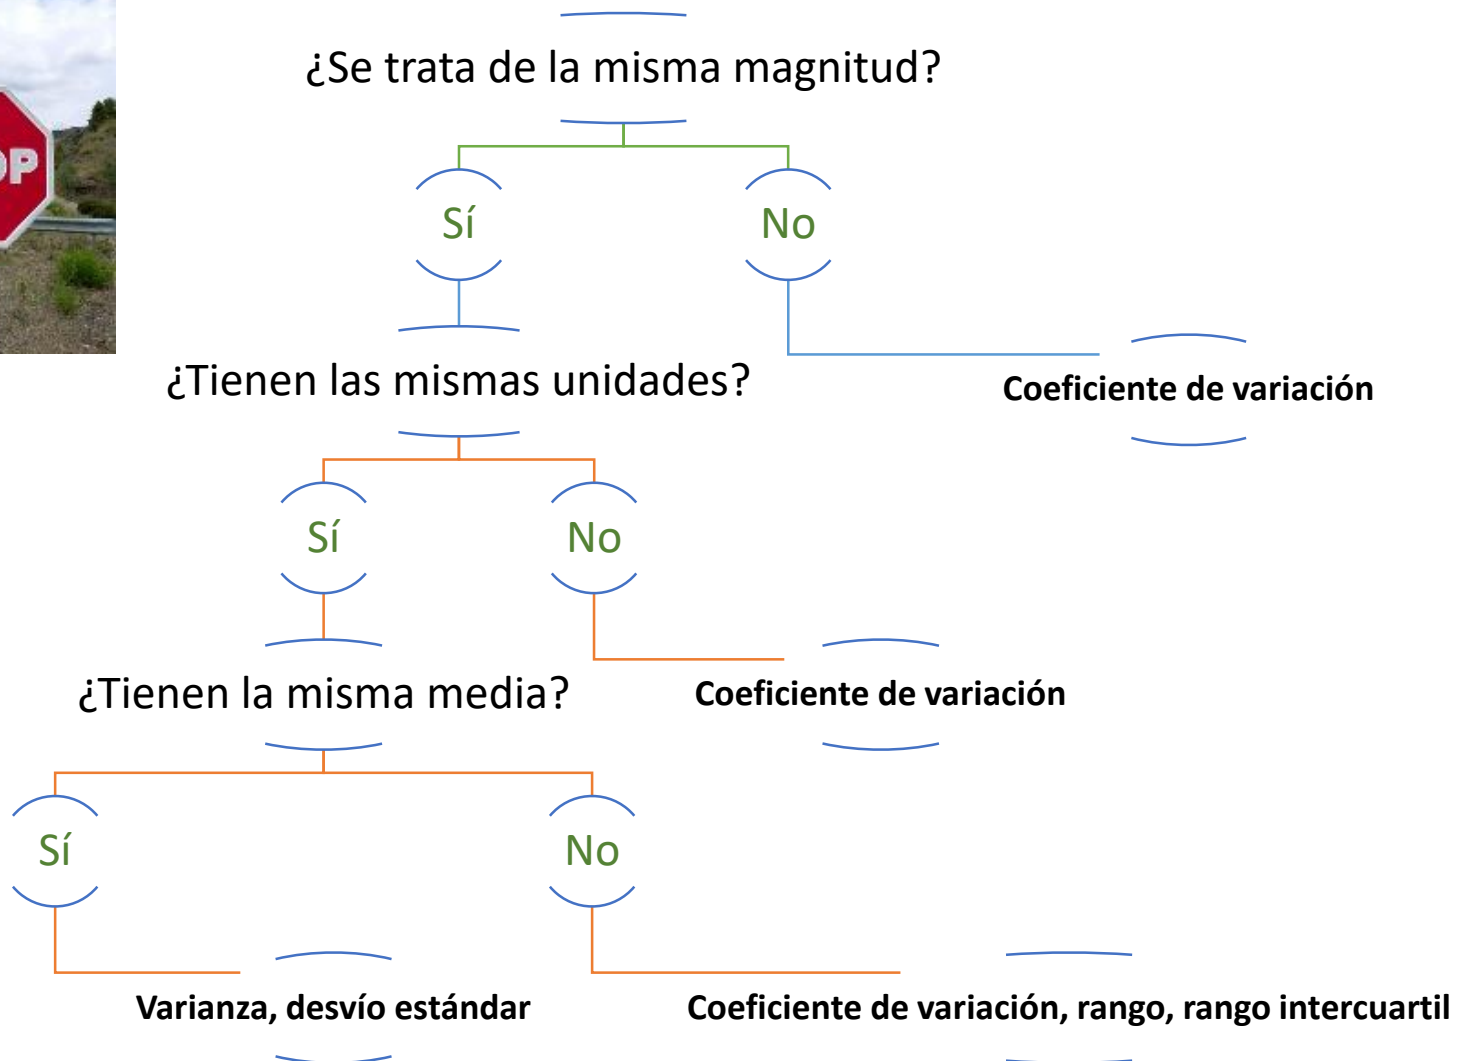 ¿Se trata de la misma magnitud?
Sí
No
¿Tienen las mismas unidades?
Coeficiente de variación
Sí
No
¿Tienen la misma media?
Coeficiente de variación
Sí
No
Varianza, desvío estándar
Coeficiente de variación, rango, rango intercuartil